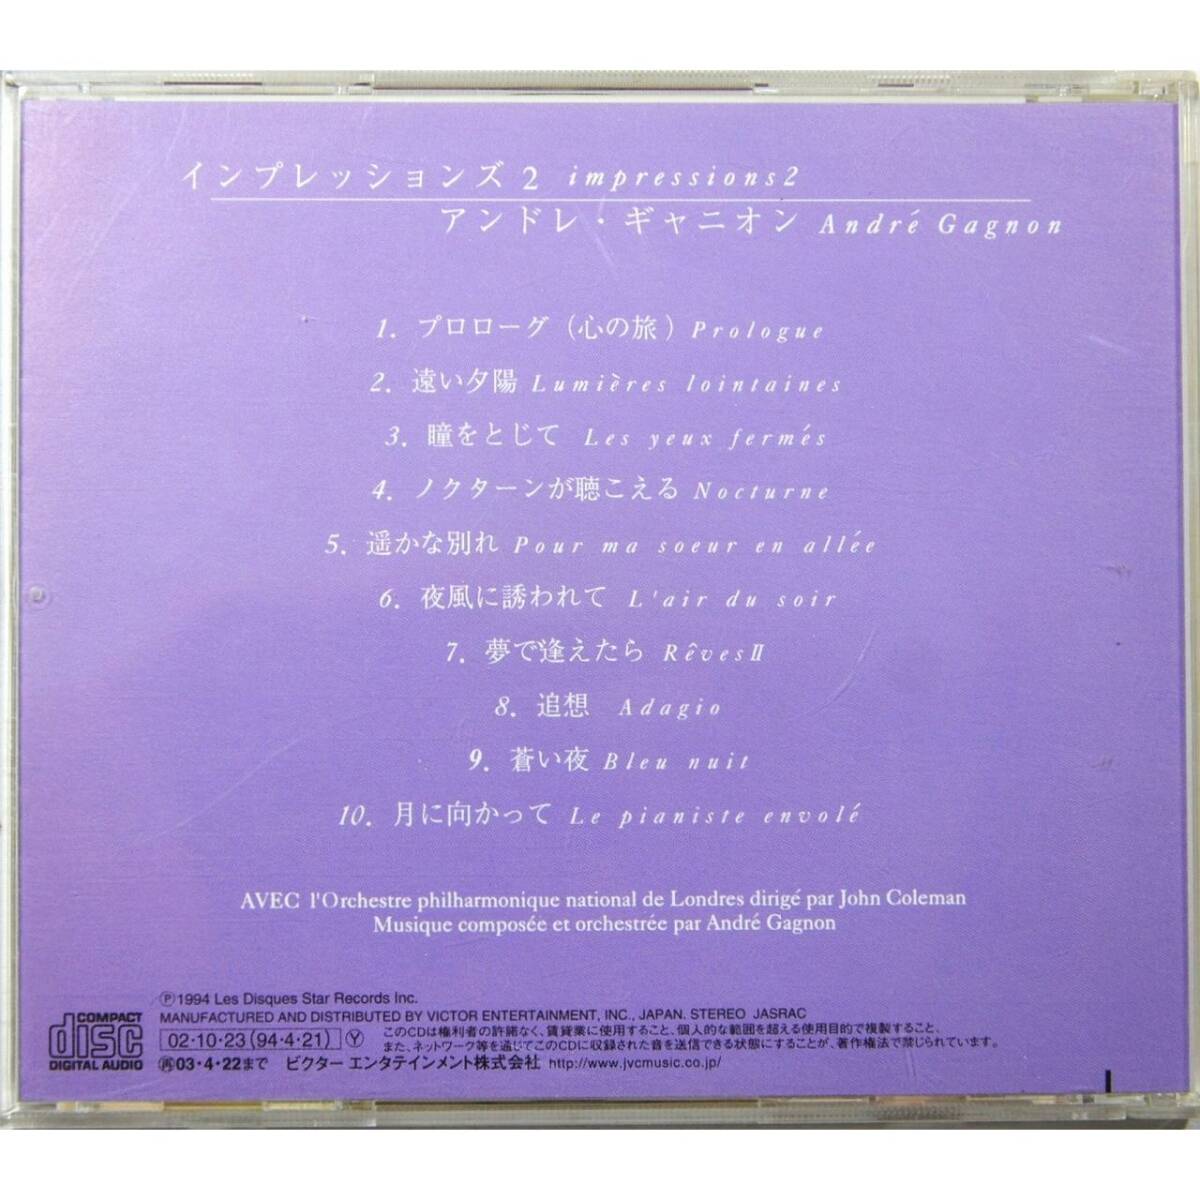 インプレッションズ 2 impressions2
アンドレ・ギャニオン André Gagnon
1. プロローグ（心の旅）Prologue
2. 遠い夕陽 Lumières lointaines
3. 瞳をとじて Les yeux fermés
4. ノクターンが聴こえる Nocturne
5. 遥かな別れ Pour ma soeur en allée
6. 夜風に誘われて L'air du soir
7. 夢で逢えたら RêvesⅡ
8. 追想 Adagio
9. 蒼い夜 Bleu nuit
10. 月に向かって Le pianiste envolé
AVEC l'Orchestre philharmonique national de Londres dirigé par John Coleman
Musique composée et orchestrée par André Gagnon
COMPACT disc DIGITAL AUDIO
Ⓟ1994 Les Disques Star Records Inc.
MANUFACTURED AND DISTRIBUTED BY VICTOR ENTERTAINMENT, INC., JAPAN. STEREO JASRAC
02・10・23(94・4・21) Ⓨ このCDは権利者の許諾なく、賃貸業に使用すること、個人的な範囲を超える使用目的で複製すること、
また、ネットワーク等を通じてこのCDに収録された音を送信できる状態にすることが、著作権法で禁じられています。
㊢03・4・22まで ビクター エンタテインメント株式会社 http://www.jvcmusic.co.jp/